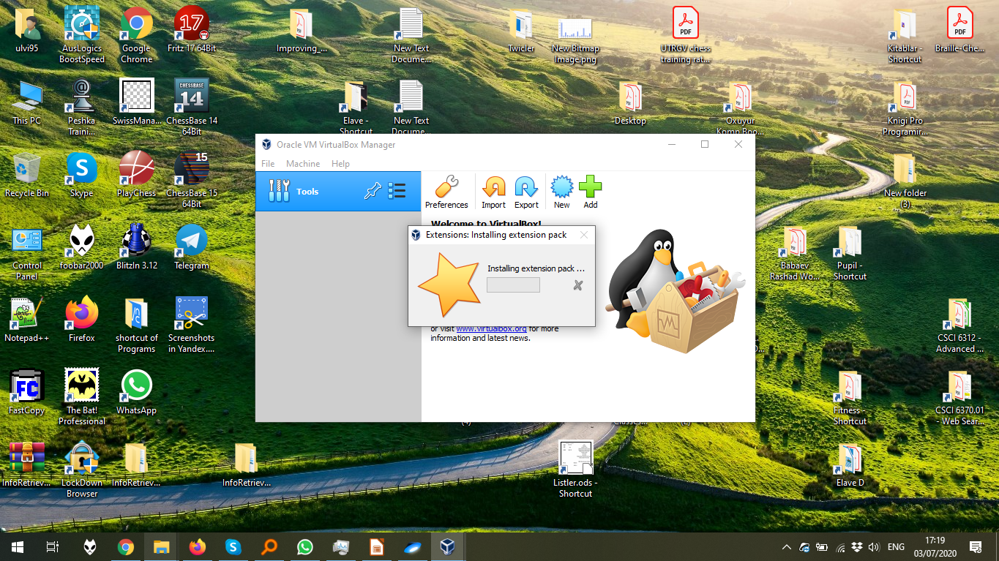 ulvi95
AusLogics
BoostSpeed
Google
Chrome
17
Fritz 17 64Bit
Improving_...
New Text
Docume...
Twicler
New Bitmap
Image.png
PDF
UTRGV chess
training rat...
Kitablar -
Shortcut
PDF
Braille-Che...
This PC
Peshka
Traini...
SwissMana...
CHESSBASE
14
ChessBase 14
64Bit
Elave -
Shortcut
New Text
Docume...
Desktop
Oxuyur
Komp Boo...
Knigi Pro
Programir...
Recycle Bin
Skype
PlayChess
15
ChessBase 15
64Bit
New folder
(3)
Control
Panel
foobar2000
BlitzIn 3.12
Telegram
Babaev
Rashad Wo...
Pupil -
Shortcut
Notepad++
Firefox
shortcut of
Programs
Screenshots
in Yandex....
CSCI 6312 -
Advanced ...
FC
FastCopy
The Bat!
Professional
WhatsApp
Fitness -
Shortcut
CSCI 6370.01
- Web Sear...
InfoRetriev...
LockDown
Browser
InfoRetriev...
InfoRetriev...
Listler.ods -
Shortcut
Elave D
Oracle VM VirtualBox Manager
File Machine Help
Tools
Preferences Import Export New Add
Welcome to VirtualBox!
Extensions: Installing extension pack
Installing extension pack ...
or visit www.virtualbox.org for more
information and latest news.
ENG
17:19
03/07/2020